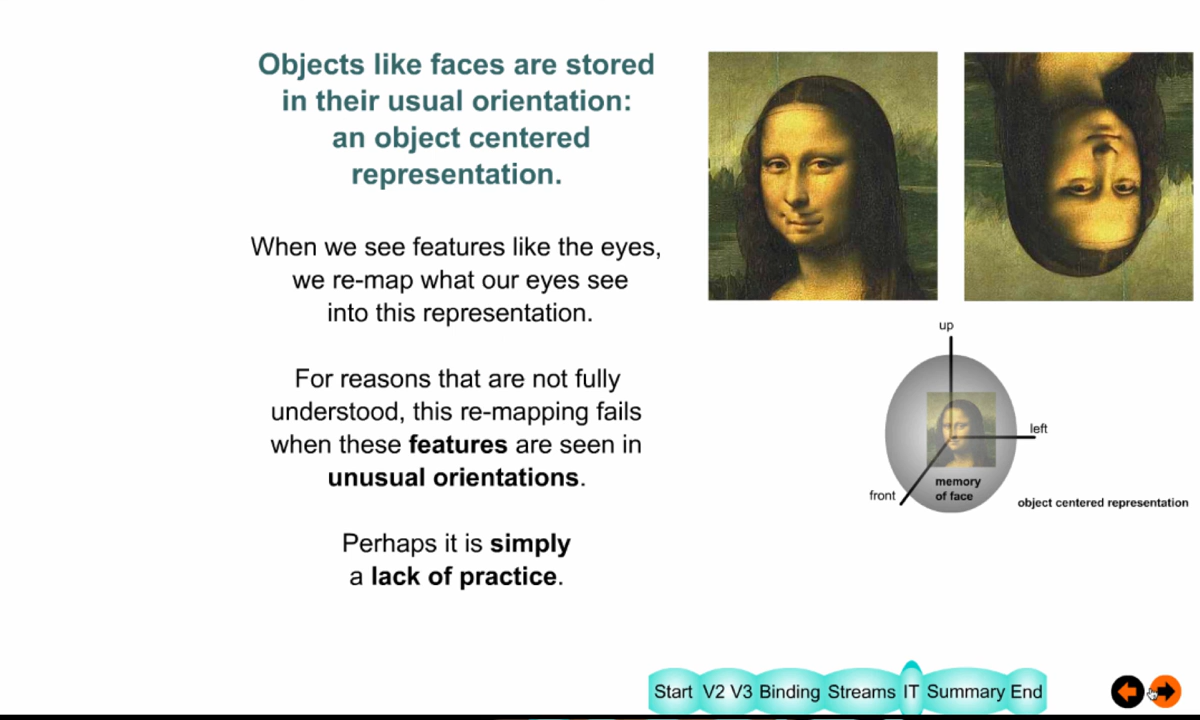 Objects like faces are stored
in their usual orientation:
an object centered
representation.
When we see features like the eyes,
we re-map what our eyes see
into this representation.
For reasons that are not fully
understood, this re-mapping fails
when these features are seen in
unusual orientations.
Perhaps it is simply
a lack of practice.
up
left
front
memory
of face
object centered representation
Start V2 V3 Binding Streams IT Summary End